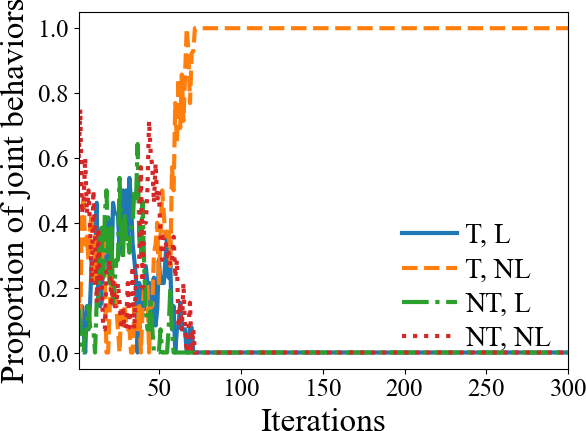 Proportion of joint behaviors
1.0
0.8
0.6
0.4
0.2
0.0
T, L
T, NL
NT, L
NT, NL
50 100 150 200 250 300
Iterations